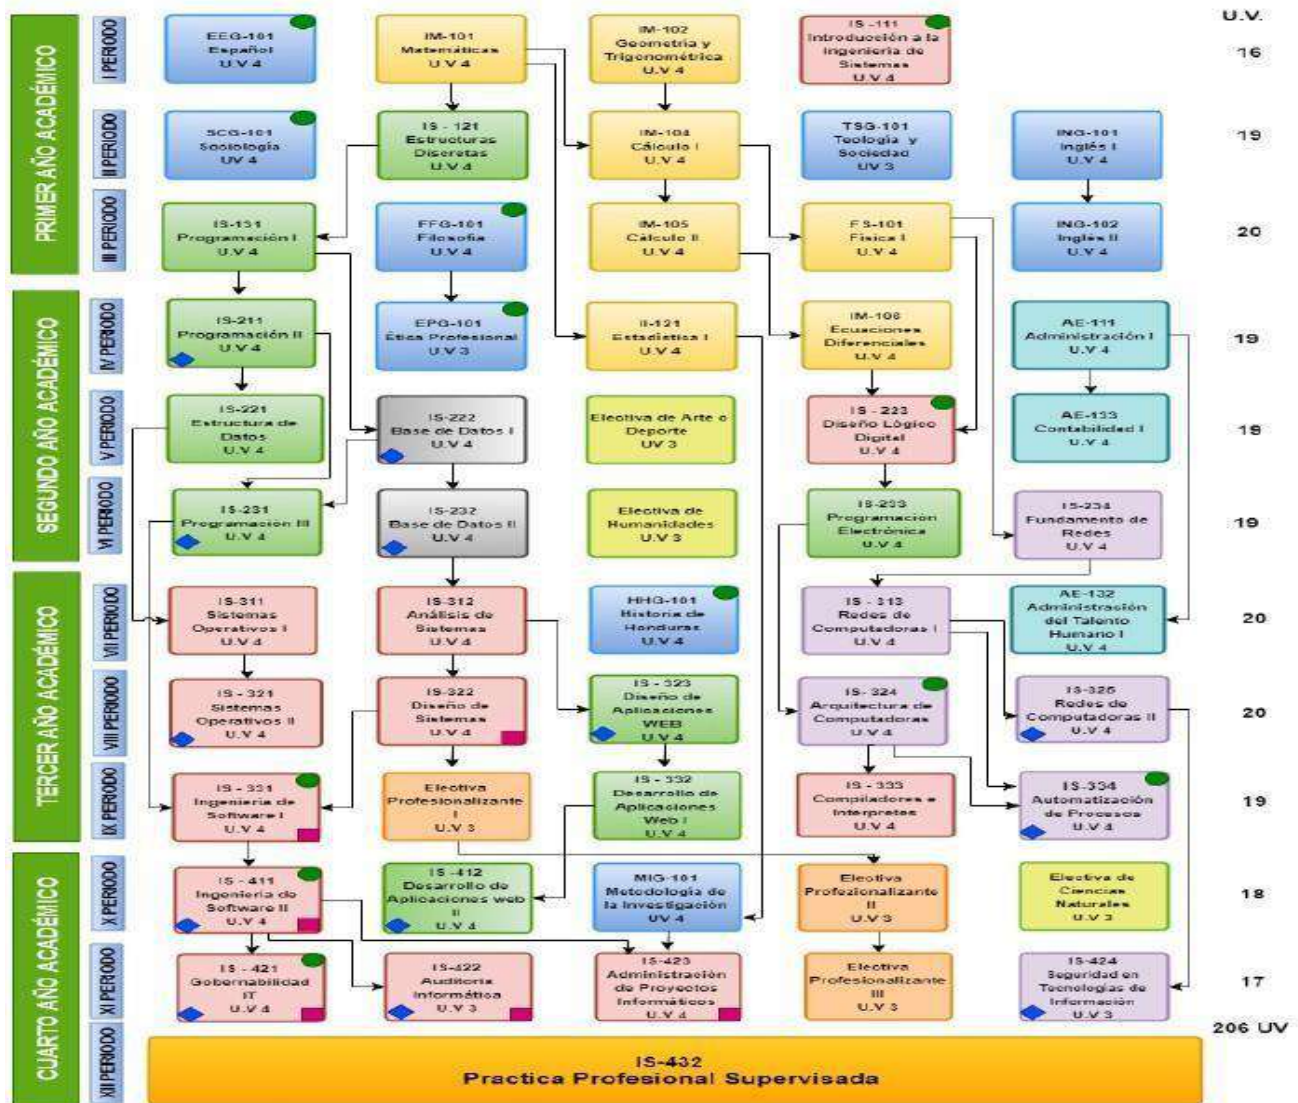 U.V.
PRIMER AÑO ACADÉMICO
I PERIODO
EEG-101
Español
U.V 4
IM-101
Matemáticas
U.V 4
IM-102
Geometria y
Trigonométrica
U.V 4
IS -111
Introducción a la
Ingeniería de
Sistemas
U.V 4
16
II PERIODO
SCG-101
Sociología
UV 4
IS - 121
Estructuras
Discretas
U.V 4
IM-104
Cálculo I
U.V 4
TSG-101
Teología y
Sociedad
UV 3
ING-101
Inglés I
U.V 4
19
III PERIODO
IS-131
Programación I
U.V 4
FFG-101
Filosofía
U.V 4
IM-105
Cálculo II
U.V 4
FS-101
Física I
U.V 4
ING-102
Inglés II
U.V 4
20
SEGUNDO AÑO ACADÉMICO
IV PERIODO
IS-211
Programación II
U.V 4
EPG-101
Ética Profesional
U.V 3
II-121
Estadística I
U.V 4
IM-106
Ecuaciones
Diferenciales
U.V 4
AE-111
Administración I
U.V 4
19
V PERIODO
IS-221
Estructura de
Datos
U.V 4
IS-222
Base de Datos I
U.V 4
Electiva de Arte o
Deporte
UV 3
IS - 223
Diseño Lógico
Digital
U.V 4
AE-133
Contabilidad I
U.V 4
19
VI PERIODO
IS-231
Programación III
U.V 4
IS-232
Base de Datos II
U.V 4
Electiva de
Humanidades
U.V 3
IS-233
Programación
Electrónica
U.V 4
IS-234
Fundamento de
Redes
U.V 4
19
TERCER AÑO ACADÉMICO
VII PERIODO
IS-311
Sistemas
Operativos I
U.V 4
IS-312
Análisis de
Sistemas
U.V 4
HHG-101
Historia de
Honduras
U.V 4
IS - 313
Redes de
Computadoras I
U.V 4
AE-132
Administración
del Talento
Humano I
U.V 4
20
VIII PERIODO
IS - 321
Sistemas
Operativos II
U.V 4
IS-322
Diseño de
Sistemas
U.V 4
IS - 323
Diseño de
Aplicaciones
WEB
U.V 4
IS- 324
Arquitectura de
Computadoras
U.V 4
IS-325
Redes de
Computadoras II
U.V 4
20
IX PERIODO
IS - 331
Ingeniería de
Software I
U.V 4
Electiva
Profesionalizante
I
U.V 3
IS - 332
Desarrollo de
Aplicaciones
Web I
U.V 4
IS - 333
Compiladores e
Interpretes
U.V 4
IS-334
Automatización
de Procesos
U.V 4
19
CUARTO AÑO ACADÉMICO
X PERIODO
IS - 411
Ingeniería de
Software II
U.V 4
IS -412
Desarrollo de
Aplicaciones web
II
U.V 4
MIG-101
Metodología de
la Investigación
UV 4
Electiva
Profezionalizante
II
U.V 3
Electiva de
Ciencias
Naturales
U.V 3
18
XI PERIODO
IS - 421
Gobernabilidad
IT
U.V 4
IS-422
Auditoria
Informática
U.V 3
IS-423
Administración
de Proyectos
Informáticos
U.V 4
Electiva
Profesionalizante
III
U.V 3
IS-424
Seguridad en
Tecnologías de
Información
U.V 3
17
206 UV
XII PERIODO
IS-432
Practica Profesional Supervisada